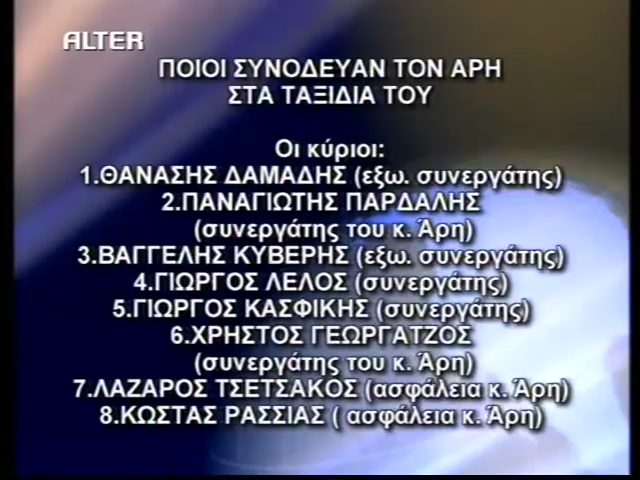 ALTER
ΠΟΙΟΙ ΣΥΝΟΔΕΥΑΝ ΤΟΝ ΑΡΗ
ΣΤΑ ΤΑΞΙΔΙΑ ΤΟΥ
Οι κύριοι:
1.ΘΑΝΑΣΗΣ ΔΑΜΑΔΗΣ (εξω. συνεργάτης)
2.ΠΑΝΑΓΙΩΤΗΣ ΠΑΡΔΑΛΗΣ
(συνεργάτης του κ. Άρη)
3.ΒΑΓΓΕΛΗΣ ΚΥΒΕΡΗΣ (εξω. συνεργάτης)
4.ΓΙΩΡΓΟΣ ΛΕΛΟΣ (συνεργάτης)
5.ΓΙΩΡΓΟΣ ΚΑΣΦΙΚΗΣ (συνεργάτης)
6.ΧΡΗΣΤΟΣ ΓΕΩΡΓΑΤΖΟΣ
(συνεργάτης του κ. Άρη)
7.ΛΑΖΑΡΟΣ ΤΣΕΤΣΑΚΟΣ (ασφάλεια κ. Άρη)
8.ΚΩΣΤΑΣ ΡΑΣΣΙΑΣ ( ασφάλεια κ. Άρη)